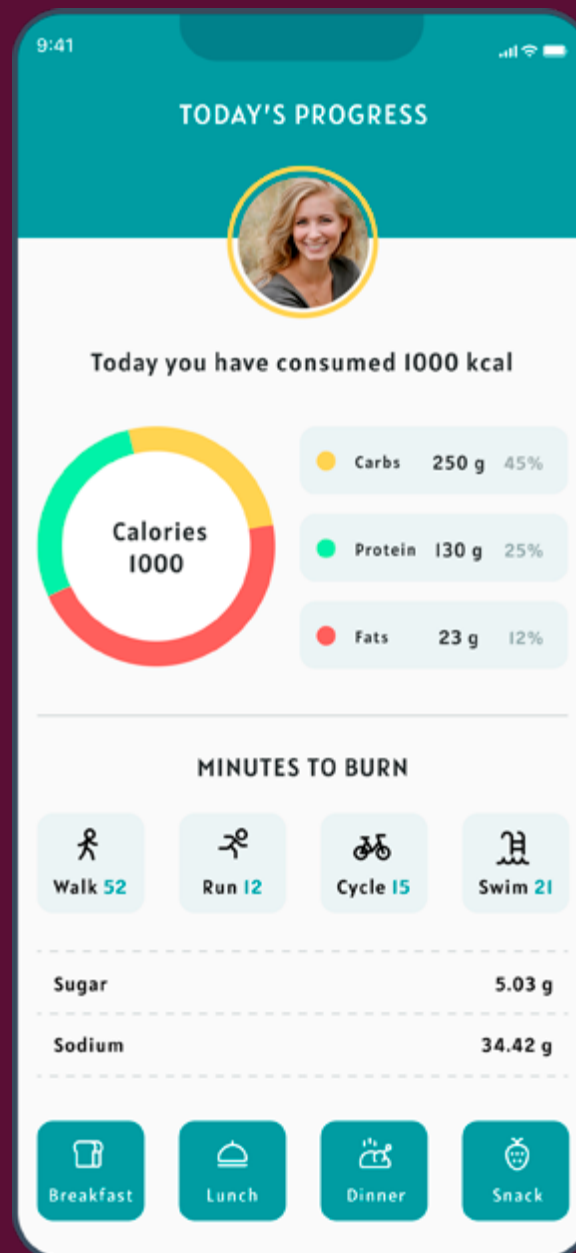 9:41
TODAY'S PROGRESS
Today you have consumed 1000 kcal
Calories
1000
Carbs 250 g 45%
Protein 130 g 25%
Fats 23 g 12%
MINUTES TO BURN
Walk 52
Run 12
Cycle 15
Swim 21
Sugar 5.03 g
Sodium 34.42 g
Breakfast
Lunch
Dinner
Snack